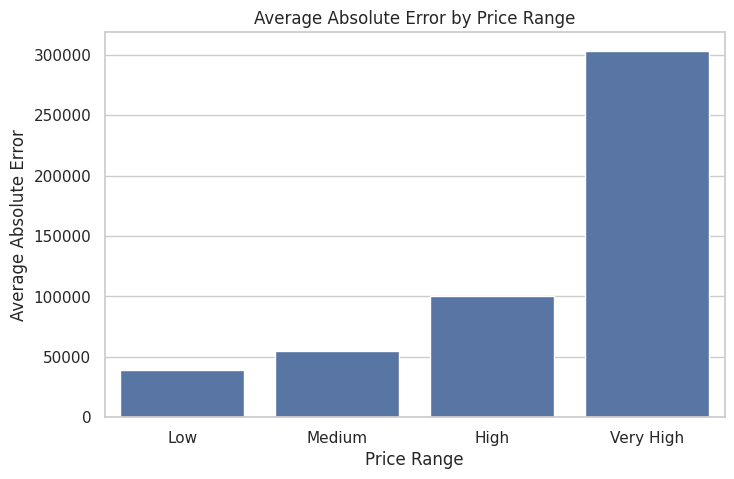 Average Absolute Error by Price Range
Average Absolute Error
300000
250000
200000
150000
100000
50000
0
Low Medium High Very High
Price Range